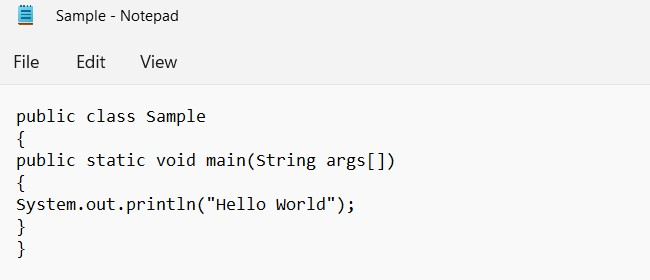 Sample - Notepad
File Edit View
public class Sample
{
public static void main(String args[])
{
System.out.println("Hello World");
}
}